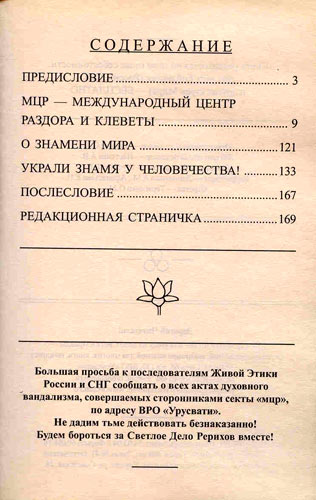 СОДЕРЖАНИЕ
ПРЕДИСЛОВИЕ 3
МЦР — МЕЖДУНАРОДНЫЙ ЦЕНТР
РАЗДОРА И КЛЕВЕТЫ 9
О ЗНАМЕНИ МИРА 121
УКРАЛИ ЗНАМЯ У ЧЕЛОВЕЧЕСТВА! 133
ПОСЛЕСЛОВИЕ 167
РЕДАКЦИОННАЯ СТРАНИЧКА 169
Большая просьба к последователям Живой Этики
России и СНГ сообщать о всех актах духовного
вандализма, совершаемых сторонниками секты «мцр»,
по адресу ВРО «Урусвати».
Не дадим тьме действовать безнаказанно!
Будем бороться за Светлое Дело Рерихов вместе!